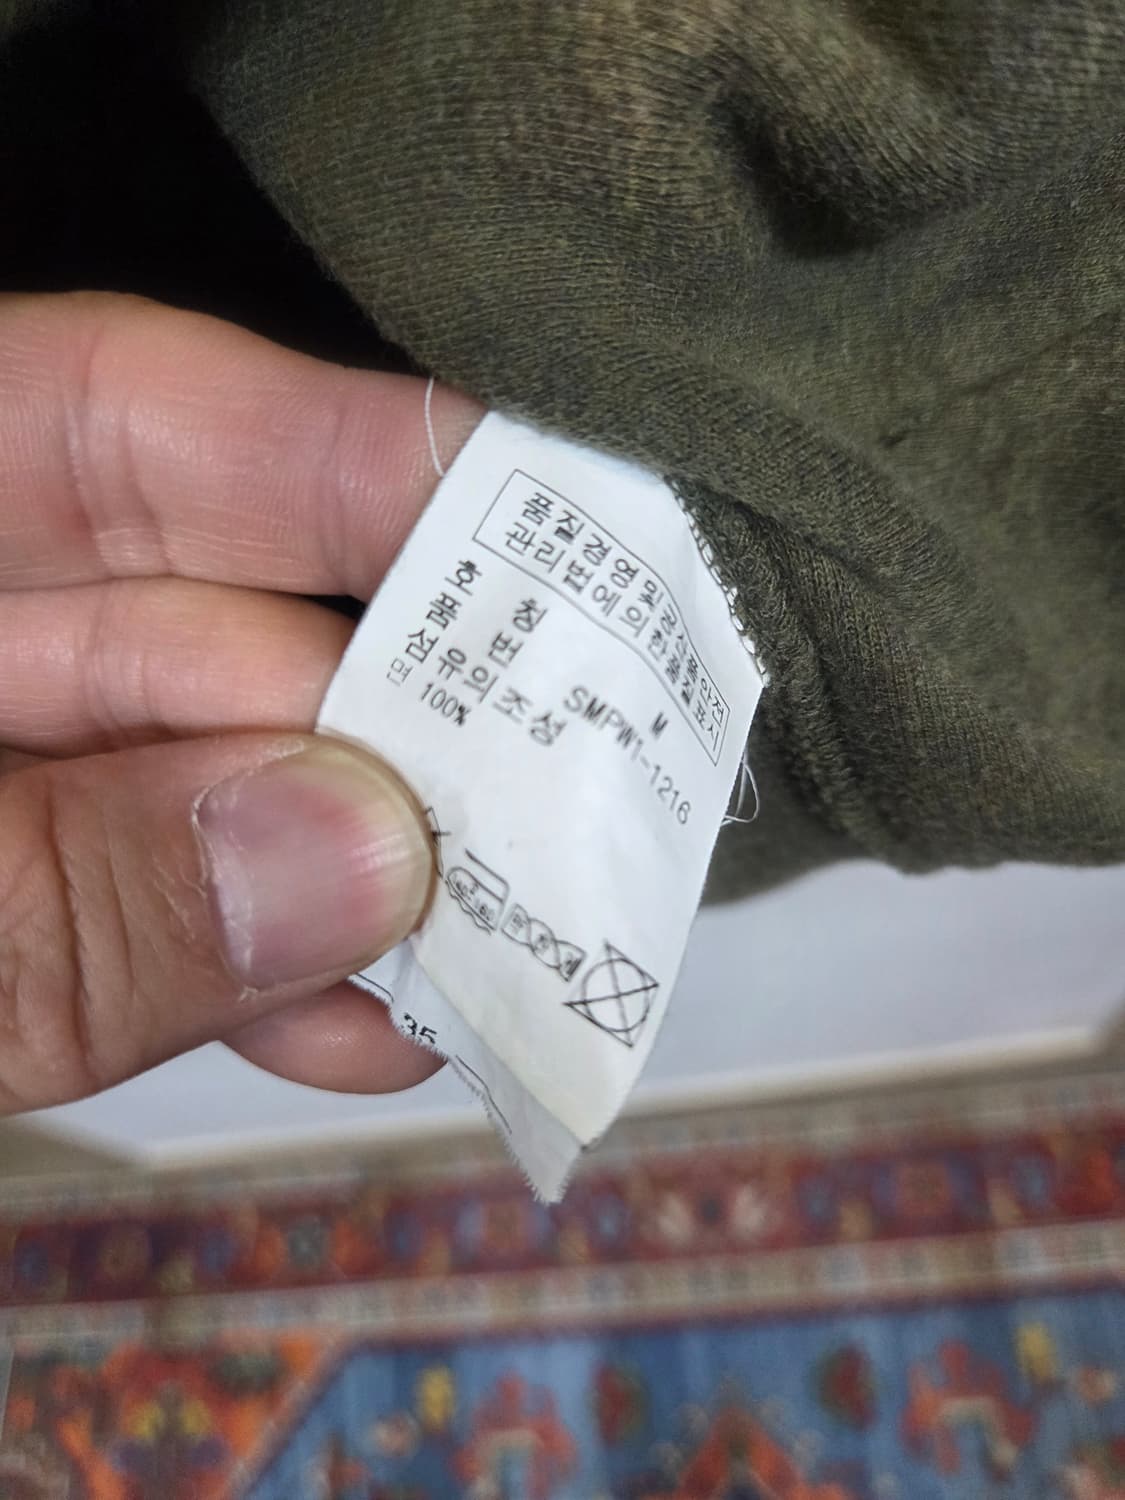 품질경영및공산품안전
관리법에의한품질표시
호 칭 M
품 번 SMPW1-1216
섬유의조성
면 100%
35